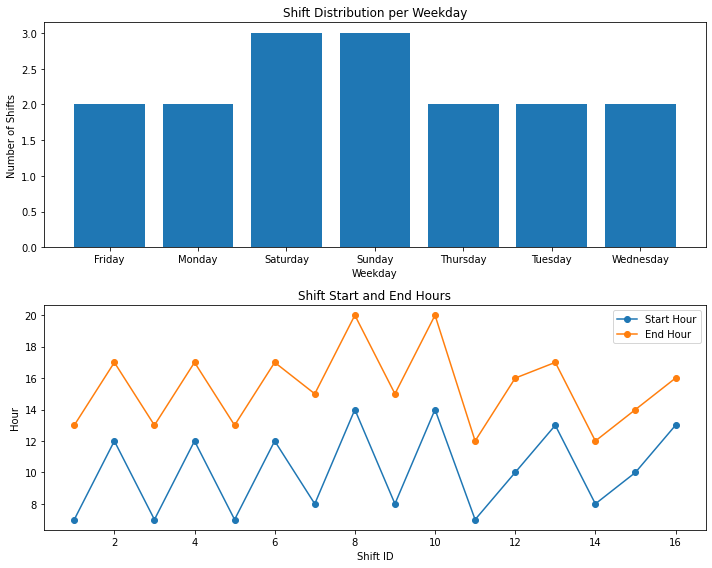 Shift Distribution per Weekday
3.0
2.5
2.0
1.5
1.0
0.5
0.0
Number of Shifts
Friday Monday Saturday Sunday Thursday Tuesday Wednesday
Weekday
Shift Start and End Hours
Start Hour
End Hour
20
18
16
14
12
10
8
Hour
2 4 6 8 10 12 14 16
Shift ID